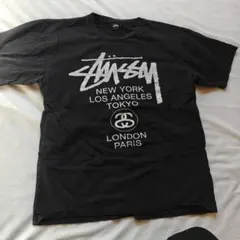 STÜSSY
NEW YORK
LOS ANGELES
TOKYO
LONDON
PARIS